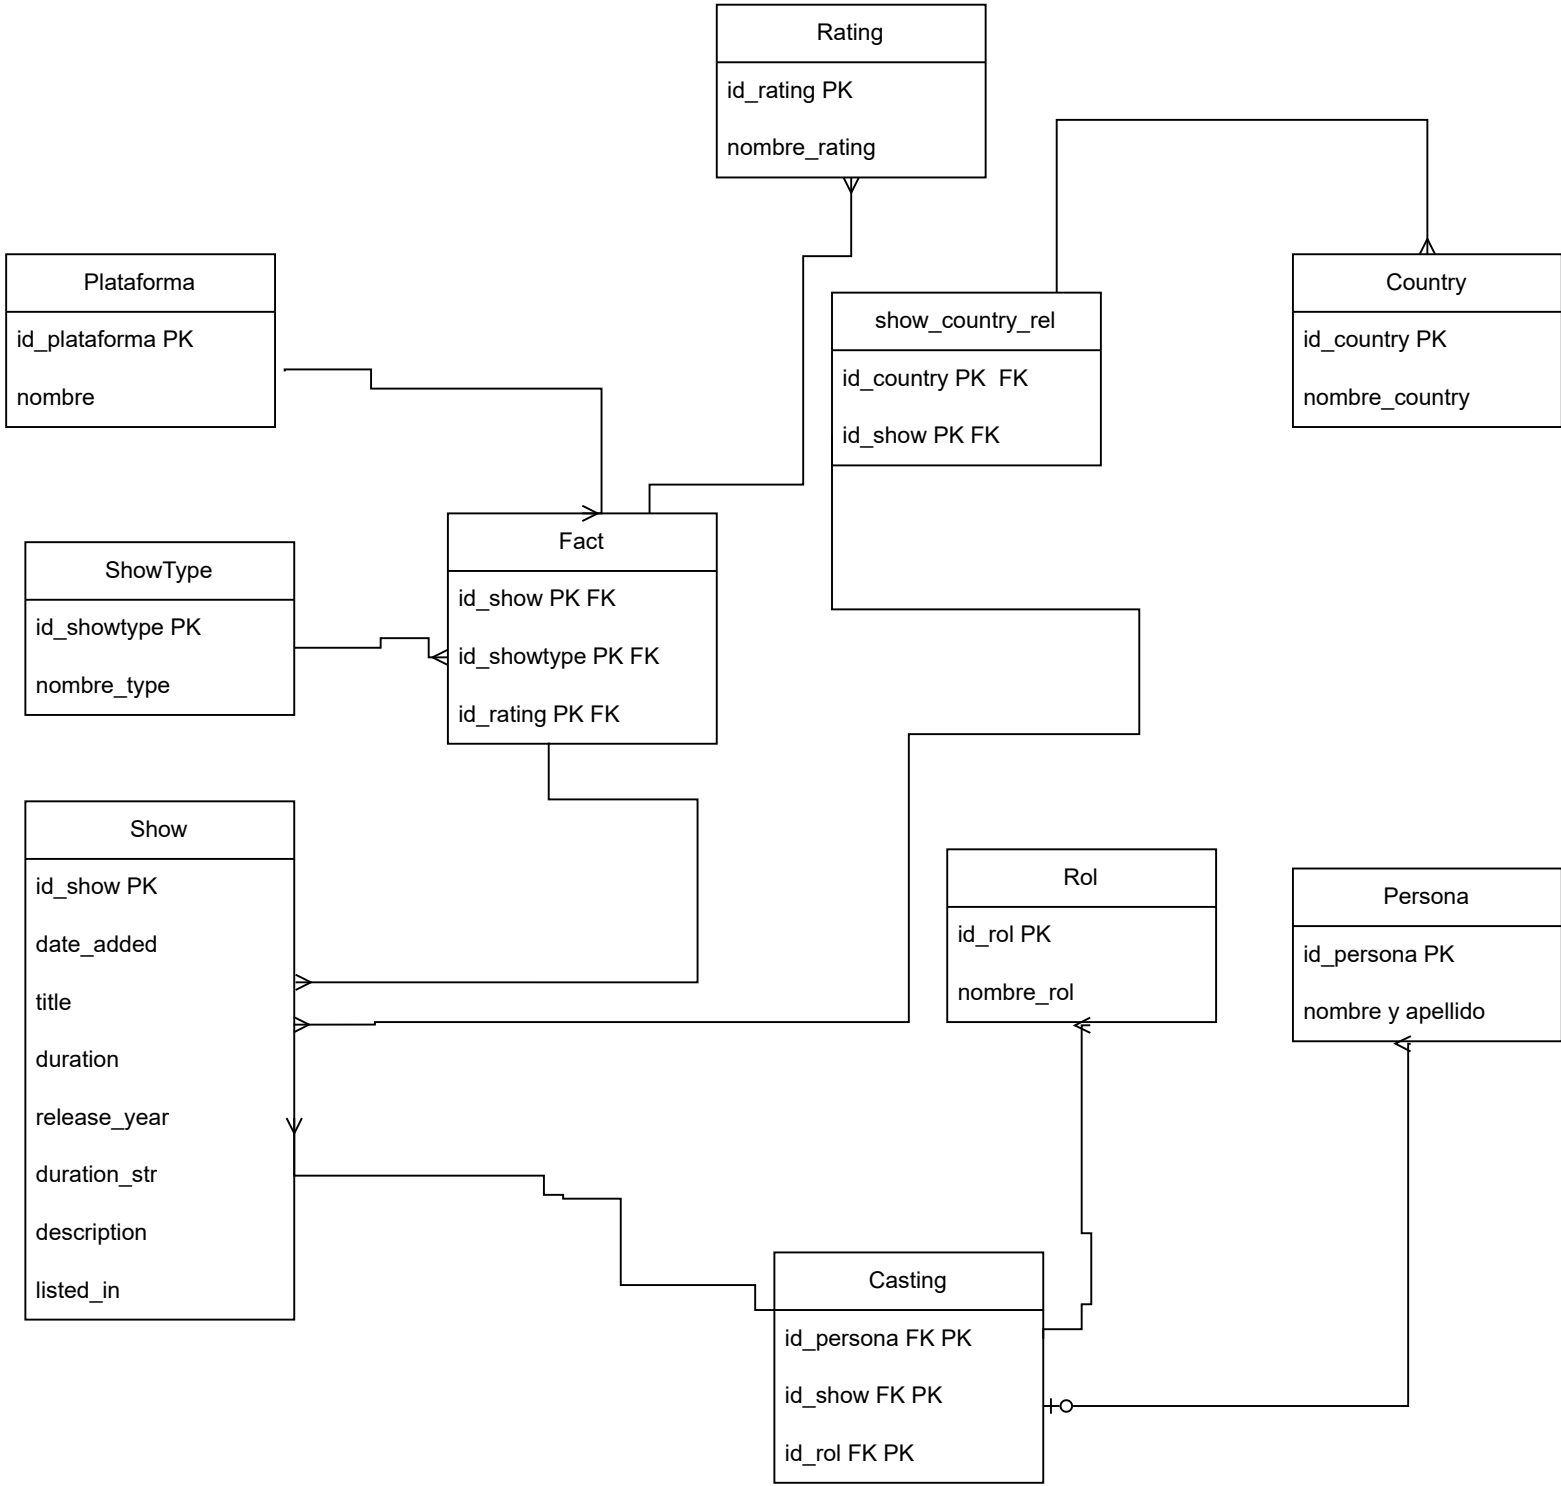 Rating
id_rating PK
nombre_rating
Plataforma
id_plataforma PK
nombre
show_country_rel
id_country PK  FK
id_show PK FK
Country
id_country PK
nombre_country
ShowType
id_showtype PK
nombre_type
Fact
id_show PK FK
id_showtype PK FK
id_rating PK FK
Show
id_show PK
date_added
title
duration
release_year
duration_str
description
listed_in
Rol
id_rol PK
nombre_rol
Persona
id_persona PK
nombre y apellido
Casting
id_persona FK PK
id_show FK PK
id_rol FK PK